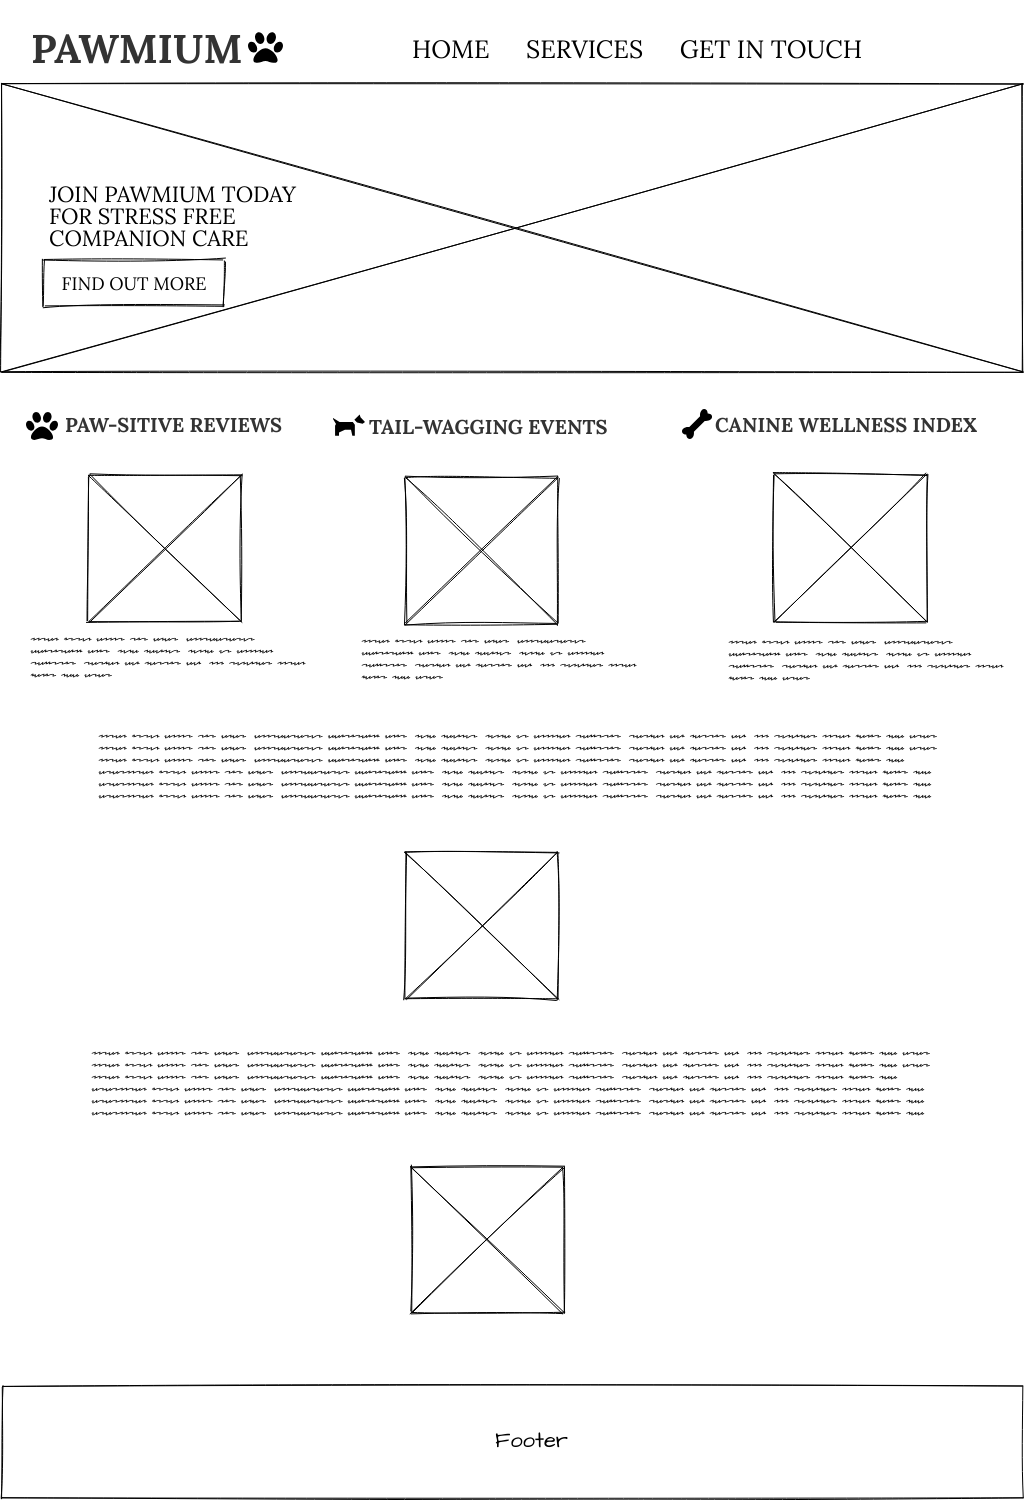 PAWMIUM
HOME SERVICES GET IN TOUCH
JOIN PAWMIUM TODAY
FOR STRESS FREE
COMPANION CARE
FIND OUT MORE
PAW-SITIVE REVIEWS
TAIL-WAGGING EVENTS
CANINE WELLNESS INDEX
Footer